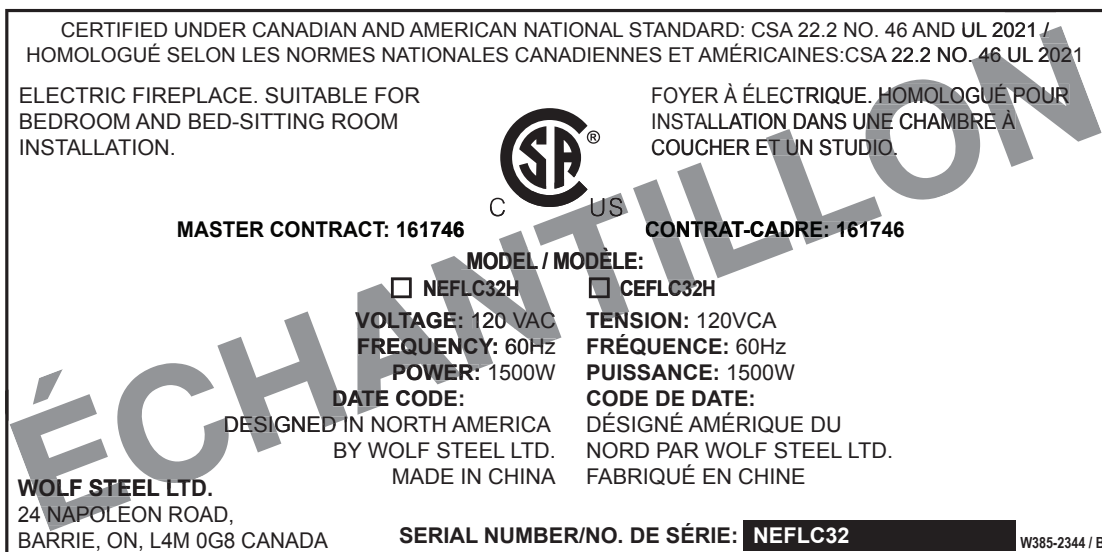 CERTIFIED UNDER CANADIAN AND AMERICAN NATIONAL STANDARD: CSA 22.2 NO. 46 AND UL 2021 /
HOMOLOGUÉ SELON LES NORMES NATIONALES CANADIENNES ET AMÉRICAINES:CSA 22.2 NO. 46 UL 2021
ELECTRIC FIREPLACE. SUITABLE FOR
BEDROOM AND BED-SITTING ROOM
INSTALLATION.
FOYER À ÉLECTRIQUE. HOMOLOGUÉ POUR
INSTALLATION DANS UNE CHAMBRE À
COUCHER ET UN STUDIO.
CSA ®
C US
MASTER CONTRACT: 161746 CONTRAT-CADRE: 161746
MODEL / MODÈLE:
☐ NEFLC32H ☐ CEFLC32H
VOLTAGE: 120 VAC TENSION: 120VCA
FREQUENCY: 60Hz FRÉQUENCE: 60Hz
POWER: 1500W PUISSANCE: 1500W
DATE CODE: CODE DE DATE:
DESIGNED IN NORTH AMERICA
BY WOLF STEEL LTD.
MADE IN CHINA
DÉSIGNÉ AMÉRIQUE DU
NORD PAR WOLF STEEL LTD.
FABRIQUÉ EN CHINE
WOLF STEEL LTD.
24 NAPOLEON ROAD,
BARRIE, ON, L4M 0G8 CANADA
SERIAL NUMBER/NO. DE SÉRIE: NEFLC32
W385-2344 / B
ÉCHANTILLON